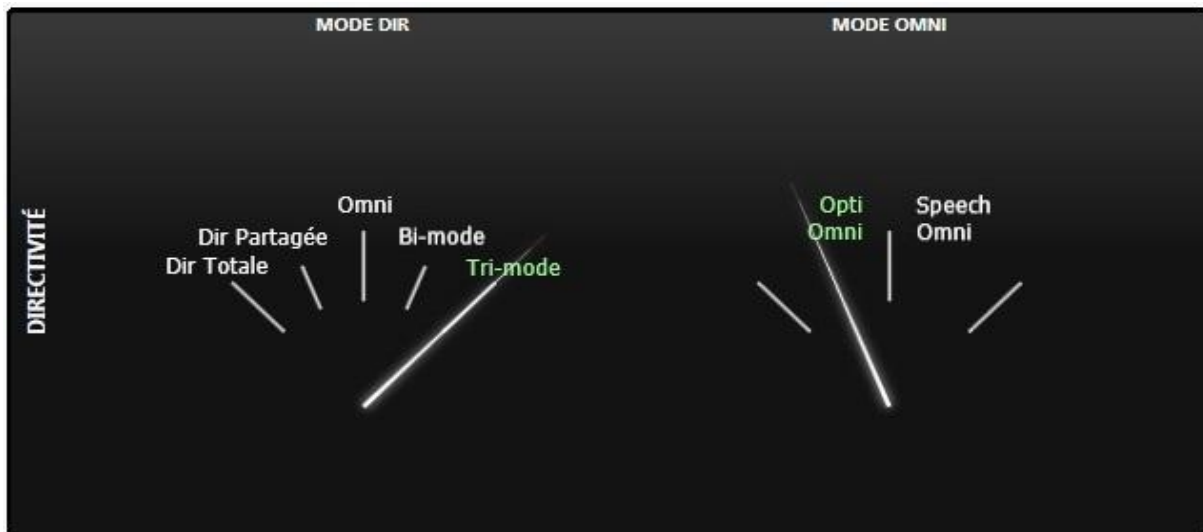 MODE DIR
MODE OMNI
DIRECTIVITÉ
Omni
Dir Partagée
Bi-mode
Dir Totale
Tri-mode
Opti
Omni
Speech
Omni